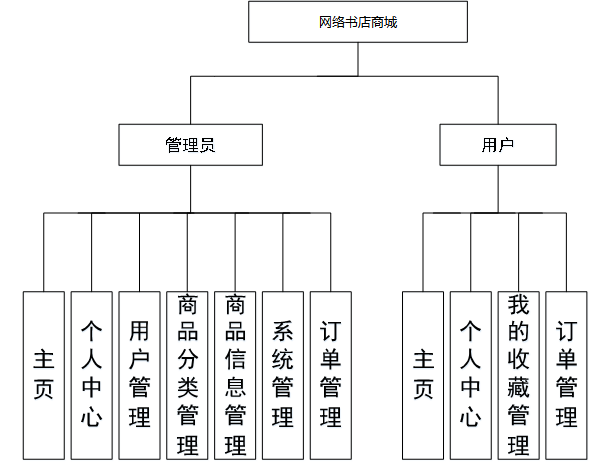 网络书店商城
管理员
用户
主页
个人中心
用户管理
商品分类管理
商品信息管理
系统管理
订单管理
主页
个人中心
我的收藏管理
订单管理